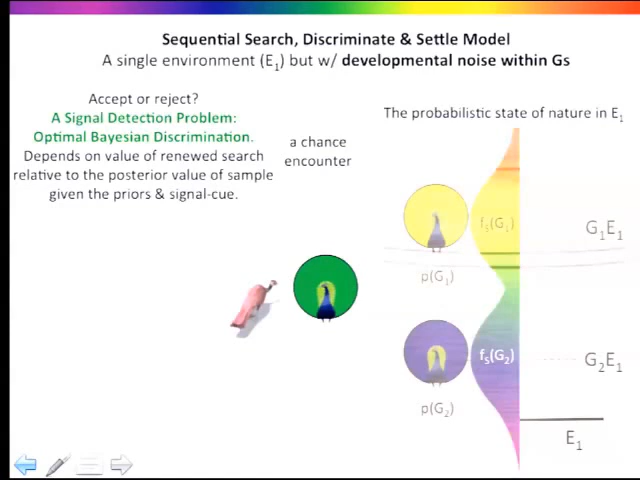 Sequential Search, Discriminate & Settle Model
A single environment (E₁) but w/ developmental noise within Gs
Accept or reject?
A Signal Detection Problem:
Optimal Bayesian Discrimination.
Depends on value of renewed search
relative to the posterior value of sample
given the priors & signal-cue.
a chance
encounter
The probabilistic state of nature in E₁
fₛ(G₁)
G₁E₁
p(G₁)
fₛ(G₂)
G₂E₁
p(G₂)
E₁